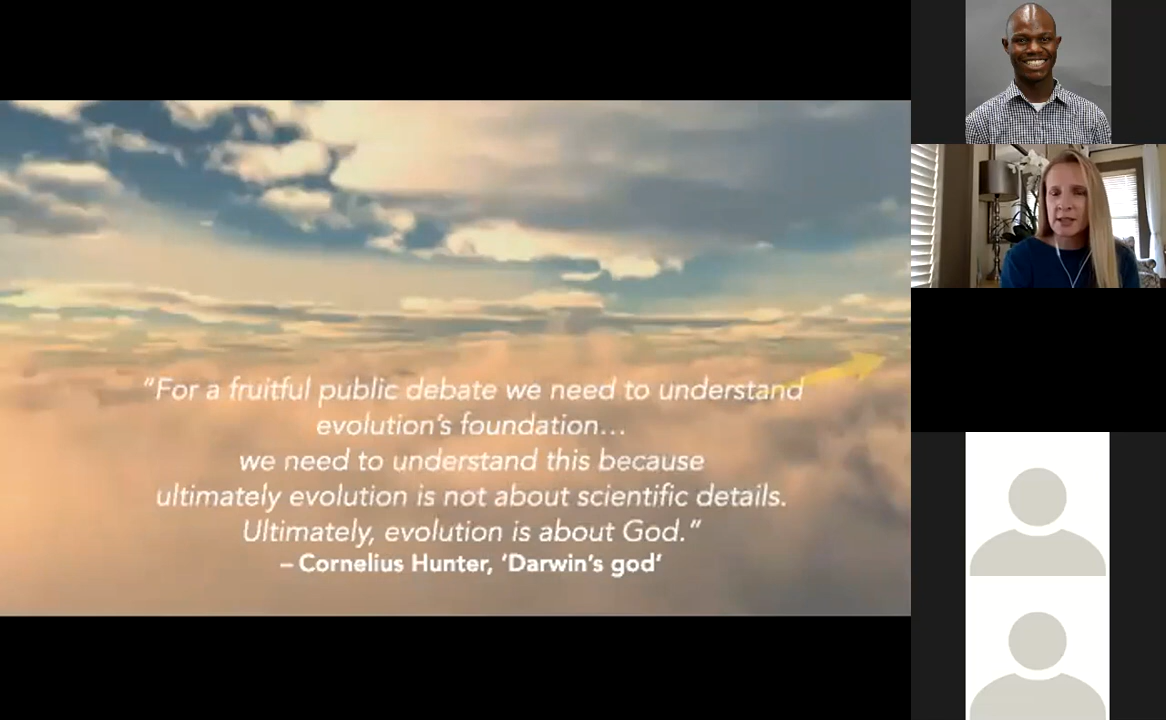 “For a fruitful public debate we need to understand
evolution’s foundation…
we need to understand this because
ultimately evolution is not about scientific details.
Ultimately, evolution is about God.”
– Cornelius Hunter, ‘Darwin’s god’